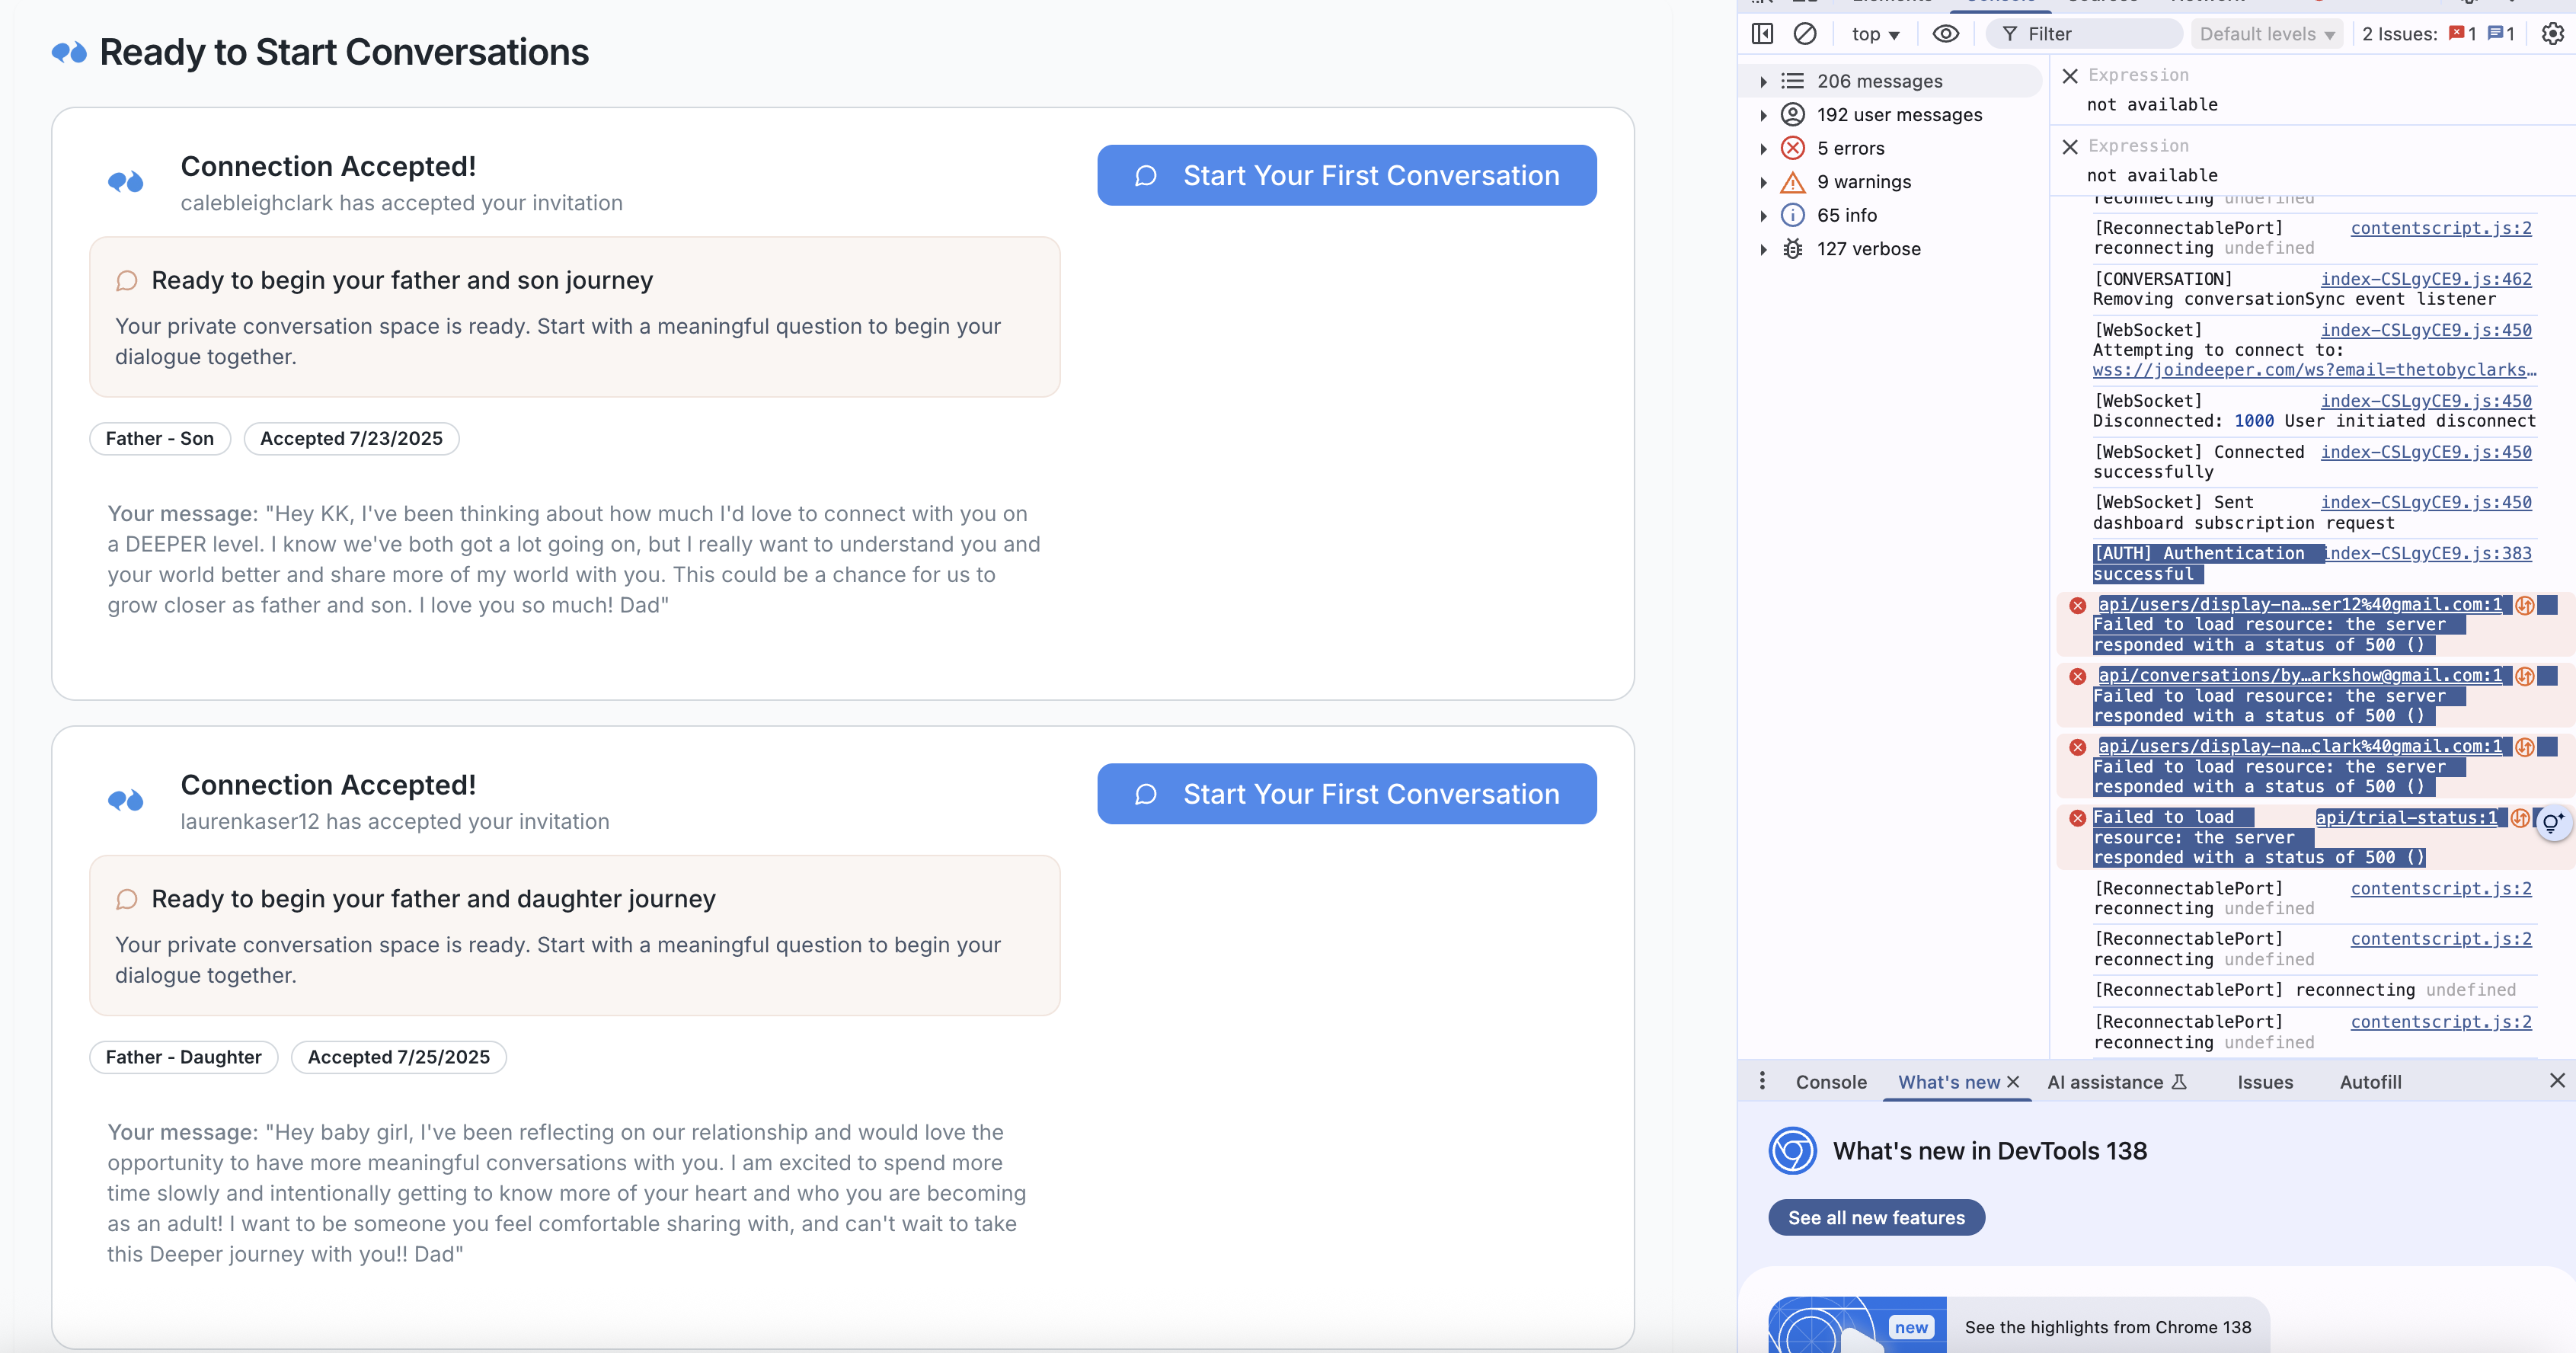 Ready to Start Conversations
Connection Accepted!
calebleighclark has accepted your invitation
Start Your First Conversation
Ready to begin your father and son journey
Your private conversation space is ready. Start with a meaningful question to begin your
dialogue together.
Father - Son
Accepted 7/23/2025
Your message: "Hey KK, I've been thinking about how much I'd love to connect with you on
a DEEPER level. I know we've both got a lot going on, but I really want to understand you and
your world better and share more of my world with you. This could be a chance for us to
grow closer as father and son. I love you so much! Dad"
Connection Accepted!
laurenkaser12 has accepted your invitation
Start Your First Conversation
Ready to begin your father and daughter journey
Your private conversation space is ready. Start with a meaningful question to begin your
dialogue together.
Father - Daughter
Accepted 7/25/2025
Your message: "Hey baby girl, I've been reflecting on our relationship and would love the
opportunity to have more meaningful conversations with you. I am excited to spend more
time slowly and intentionally getting to know more of your heart and who you are becoming
as an adult! I want to be someone you feel comfortable sharing with, and can't wait to take
this Deeper journey with you!! Dad"
top
Filter
Default levels
2 Issues: 1 1
206 messages
192 user messages
5 errors
9 warnings
65 info
127 verbose
Expression
not available
Expression
not available
reconnecting undefined
[ReconnectablePort] contentscript.js:2
reconnecting undefined
[CONVERSATION] index-CSLgyCE9.js:462
Removing conversationSync event listener
[WebSocket] index-CSLgyCE9.js:450
Attempting to connect to:
wss://joindeeper.com/ws?email=thetobyclarks…
[WebSocket] index-CSLgyCE9.js:450
Disconnected: 1000 User initiated disconnect
[WebSocket] Connected index-CSLgyCE9.js:450
successfully
[WebSocket] Sent index-CSLgyCE9.js:450
dashboard subscription request
[AUTH] Authentication index-CSLgyCE9.js:383
successful
api/users/display-na…ser12%40gmail.com:1
Failed to load resource: the server
responded with a status of 500 ()
api/conversations/by…arkshow@gmail.com:1
Failed to load resource: the server
responded with a status of 500 ()
api/users/display-na…clark%40gmail.com:1
Failed to load resource: the server
responded with a status of 500 ()
Failed to load api/trial-status:1
resource: the server
responded with a status of 500 ()
[ReconnectablePort] contentscript.js:2
reconnecting undefined
[ReconnectablePort] contentscript.js:2
reconnecting undefined
[ReconnectablePort] reconnecting undefined
[ReconnectablePort] contentscript.js:2
reconnecting undefined
Console
What's new
AI assistance
Issues
Autofill
What's new in DevTools 138
See all new features
new
See the highlights from Chrome 138